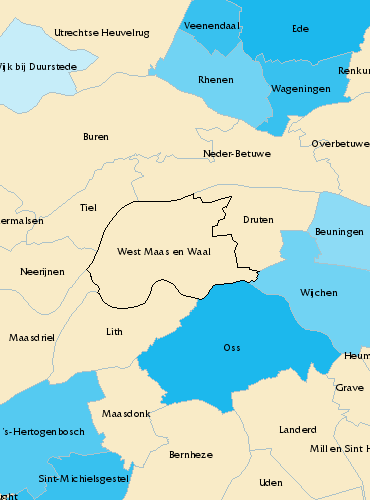 Veenendaal
Ede
Utrechtse Heuvelrug
Wijk bij Duurstede
Renkum
Rhenen
Wageningen
Buren
Overbetuwe
Neder-Betuwe
Tiel
Druten
ermalsen
Beuningen
West Maas en Waal
Neerijnen
Wijchen
Lith
Maasdriel
Oss
Heum
Grave
Maasdonk
's-Hertogenbosch
Landerd
Mill en Sint H
Bernheze
Sint-Michielsgestel
Uden
ught